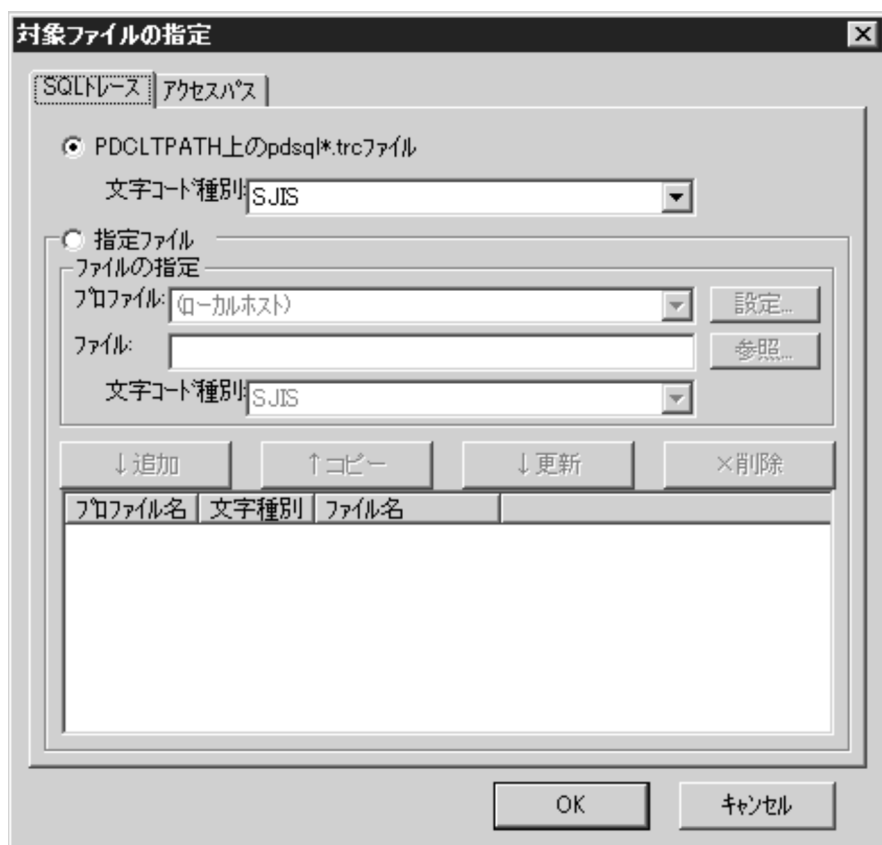 対象ファイルの指定
SQLトレース アクセスパス
PDCLTPATH上のpdsql*.trcファイル
文字コード種別: SJIS
指定ファイル
ファイルの指定
プロファイル: (ローカルホスト) 設定...
ファイル: 参照...
文字コード種別: SJIS
↓追加 ↑コピー ↓更新 ×削除
プロファイル名 文字種別 ファイル名
OK キャンセル